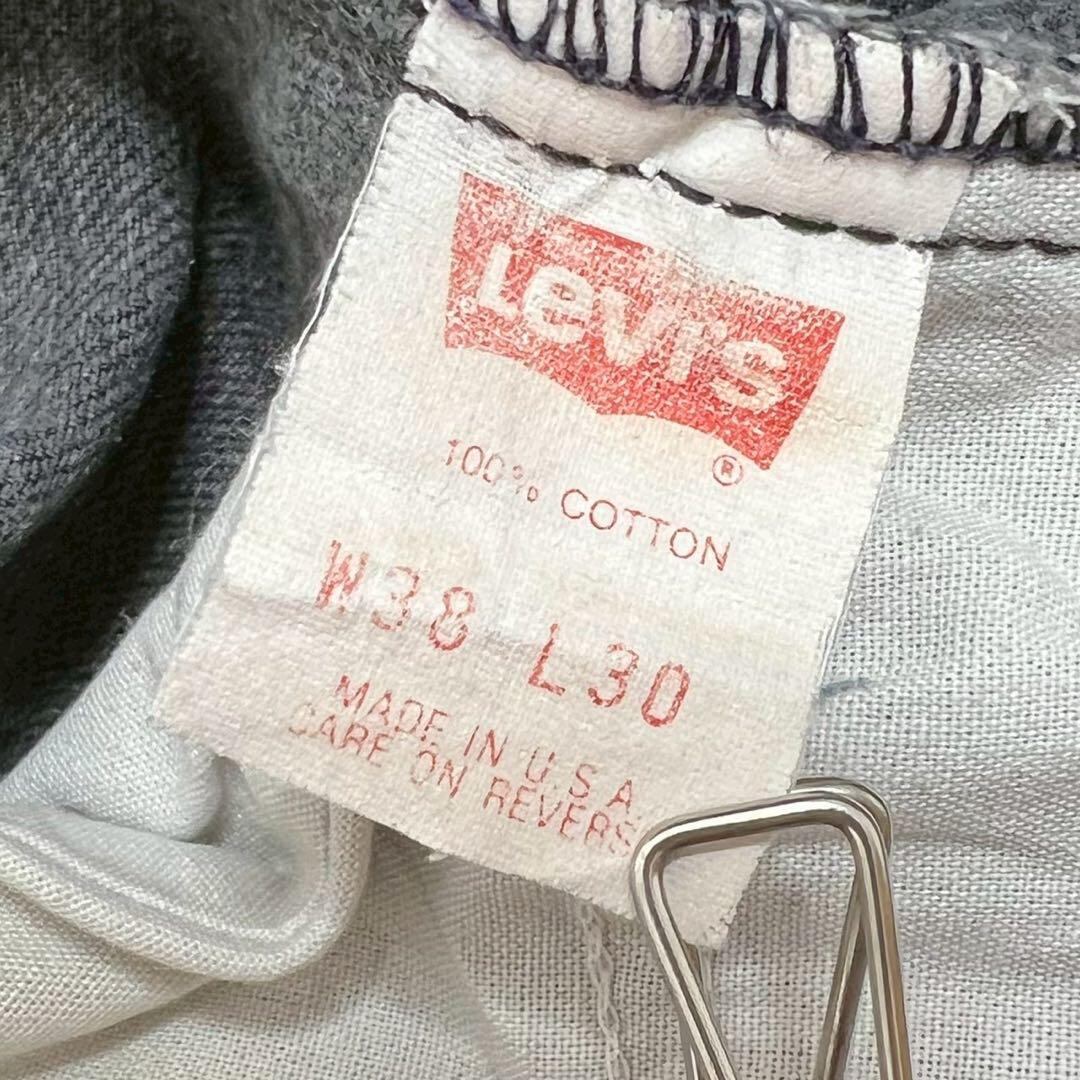 Levi's
®
100% COTTON
W38 L30
MADE IN U S A
CARE ON REVERS